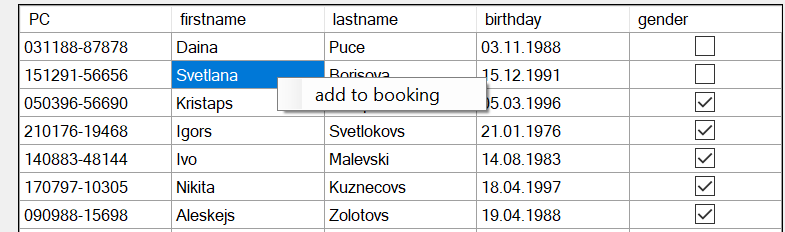 PC firstname lastname birthday gender
031188-87878 Daina Puce 03.11.1988
151291-56656 Svetlana Borisova 15.12.1991
add to booking
050396-56690 Kristaps 05.03.1996
210176-19468 Igors Svetlokovs 21.01.1976
140883-48144 Ivo Malevski 14.08.1983
170797-10305 Nikita Kuznecovs 18.04.1997
090988-15698 Aleskejs Zolotovs 19.04.1988